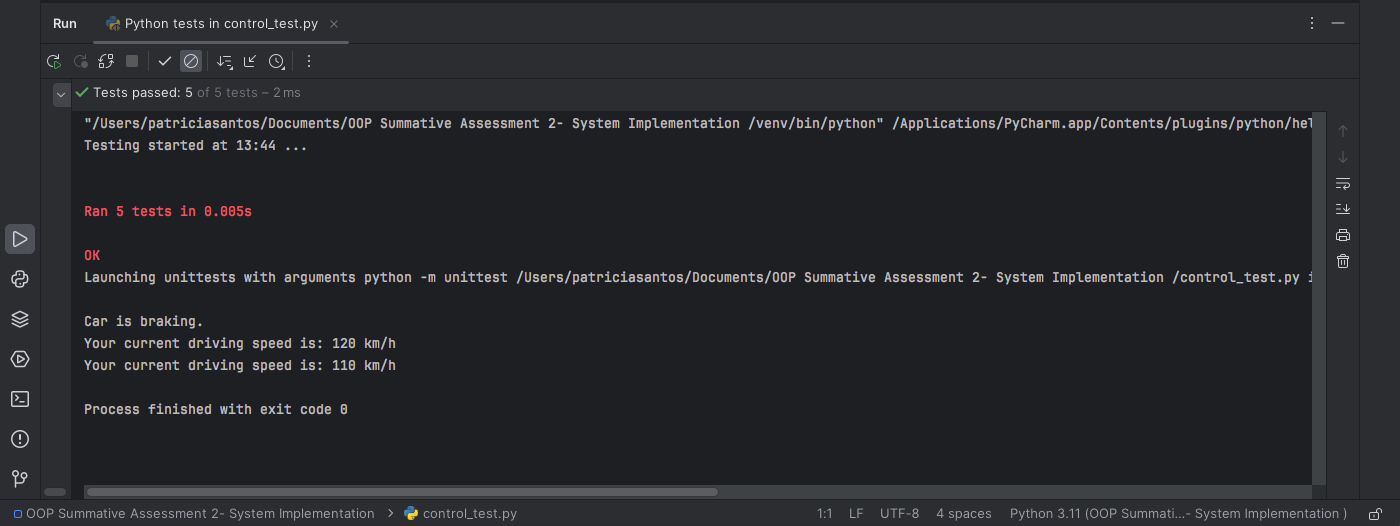 Run Python tests in control_test.py
Tests passed: 5 of 5 tests – 2 ms
"/Users/patriciasantos/Documents/OOP Summative Assessment 2- System Implementation /venv/bin/python" /Applications/PyCharm.app/Contents/plugins/python/hel
Testing started at 13:44 ...
Ran 5 tests in 0.005s
OK
Launching unittests with arguments python -m unittest /Users/patriciasantos/Documents/OOP Summative Assessment 2- System Implementation /control_test.py i
Car is braking.
Your current driving speed is: 120 km/h
Your current driving speed is: 110 km/h
Process finished with exit code 0
OOP Summative Assessment 2- System Implementation > control_test.py 1:1 LF UTF-8 4 spaces Python 3.11 (OOP Summati...- System Implementation )